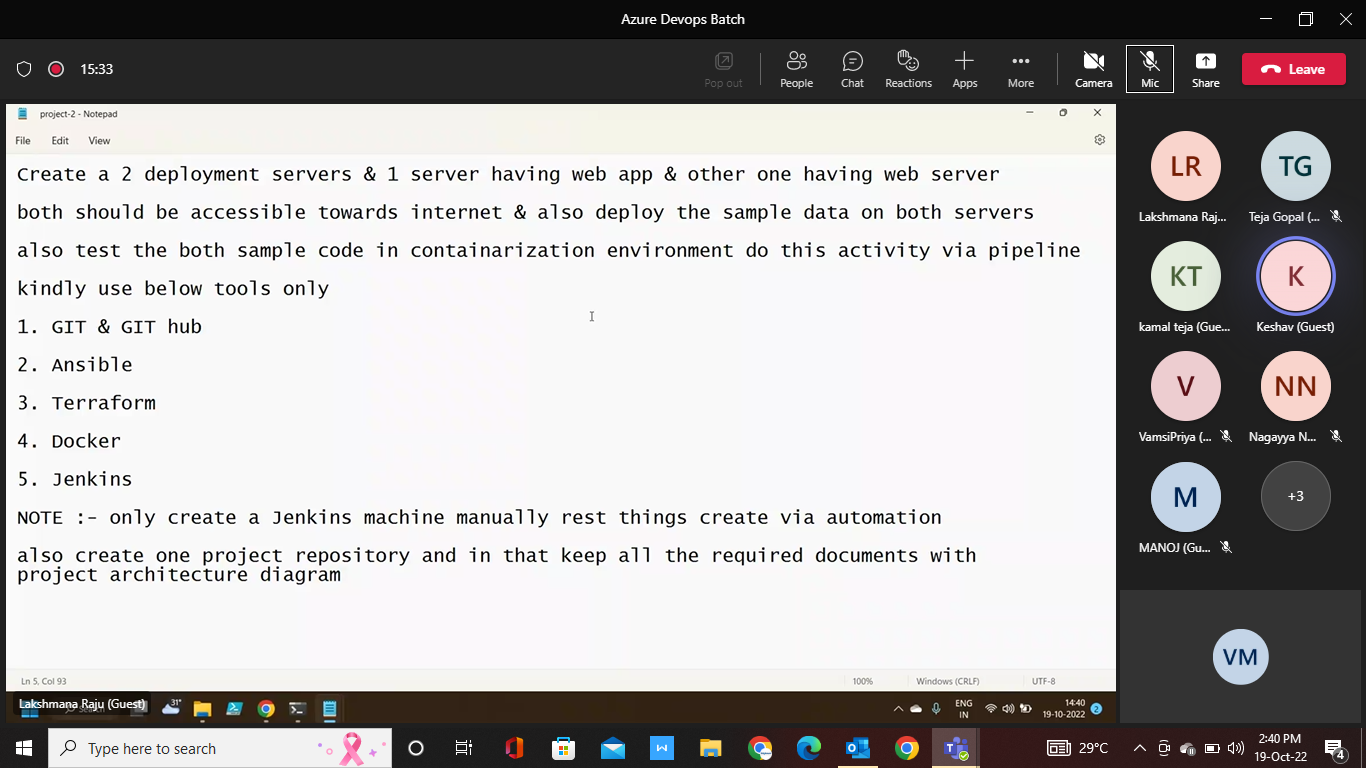 Azure Devops Batch
15:33
Pop out
People
Chat
Reactions
Apps
More
Camera
Mic
Share
Leave
project-2 - Notepad
File Edit View
Create a 2 deployment servers & 1 server having web app & other one having web server
both should be accessible towards internet & also deploy the sample data on both servers
also test the both sample code in containarization environment do this activity via pipeline
kindly use below tools only
1. GIT & GIT hub
2. Ansible
3. Terraform
4. Docker
5. Jenkins
NOTE :- only create a Jenkins machine manually rest things create via automation
also create one project repository and in that keep all the required documents with
project architecture diagram
Ln 5, Col 93
100%
Windows (CRLF)
UTF-8
Lakshmana Raju (Guest)
31°
ENG
IN
14:40
19-10-2022
2
LR
Lakshmana Raj...
TG
Teja Gopal (...
KT
kamal teja (Gue...
K
Keshav (Guest)
V
VamsiPriya (...
NN
Nagayya N...
M
MANOJ (Gu...
+3
VM
Type here to search
W
29°C
2:40 PM
19-Oct-22
4